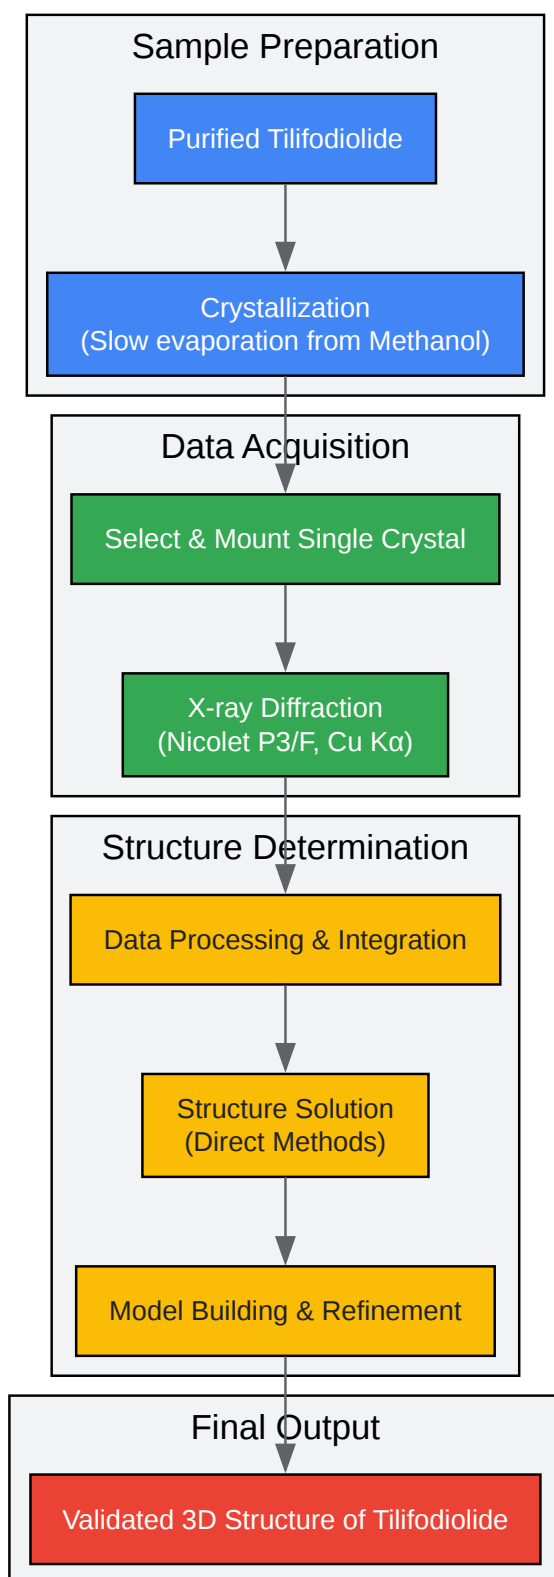 Sample Preparation
Purified Tilifodiolide
Crystallization
(Slow evaporation from Methanol)
Data Acquisition
Select & Mount Single Crystal
X-ray Diffraction
(Nicolet P3/F, Cu Kα)
Structure Determination
Data Processing & Integration
Structure Solution
(Direct Methods)
Model Building & Refinement
Final Output
Validated 3D Structure of Tilifodiolide